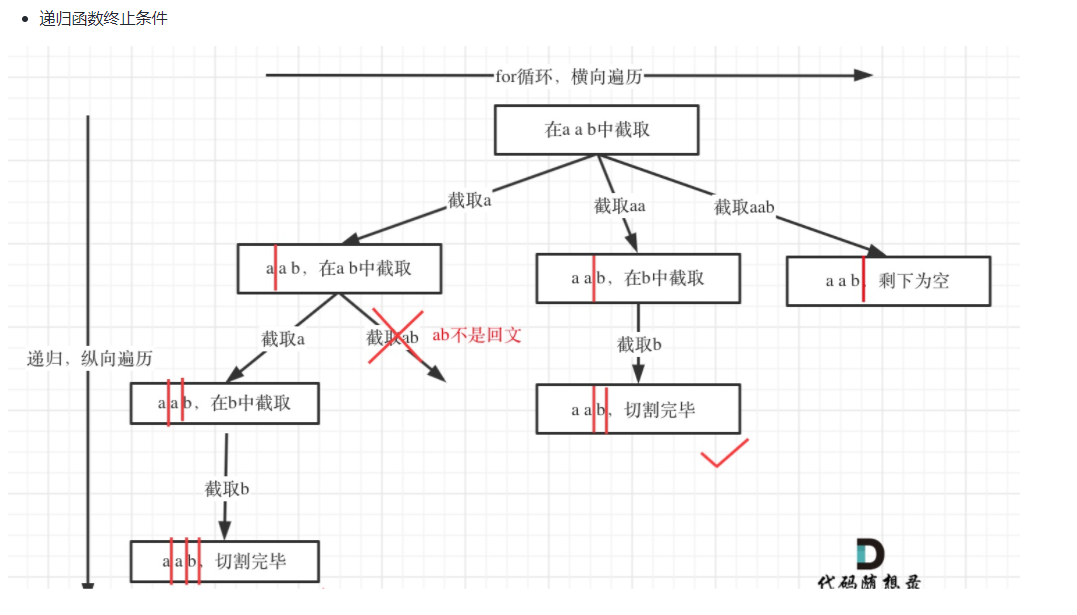 递归函数终止条件
for循环，横向遍历
在a a b中截取
截取a
截取aa
截取aab
a a b，在a b中截取
a a b，在b中截取
a a b，剩下为空
截取a
截取ab
ab不是回文
截取b
递归，纵向遍历
a a b，在b中截取
a a b，切割完毕
截取b
a a b，切割完毕
代码随想录